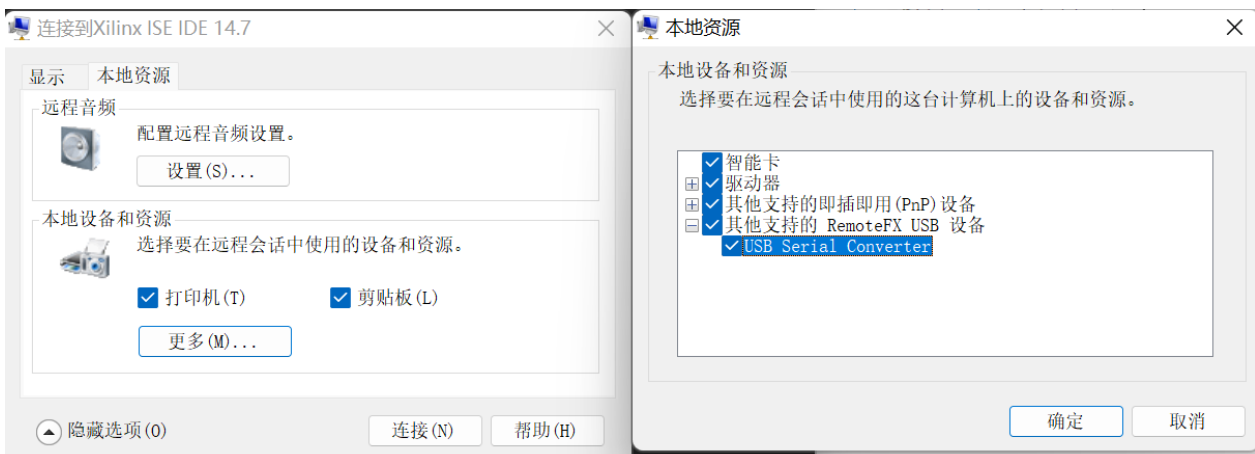 连接到Xilinx ISE IDE 14.7
显示
本地资源
远程音频
配置远程音频设置。
设置(S)...
本地设备和资源
选择要在远程会话中使用的设备和资源。
打印机(T)
剪贴板(L)
更多(M)...
隐藏选项(O)
连接(N)
帮助(H)
本地资源
本地设备和资源
选择要在远程会话中使用的这台计算机上的设备和资源。
智能卡
驱动器
其他支持的即插即用(PnP)设备
其他支持的 RemoteFX USB 设备
USB Serial Converter
确定
取消